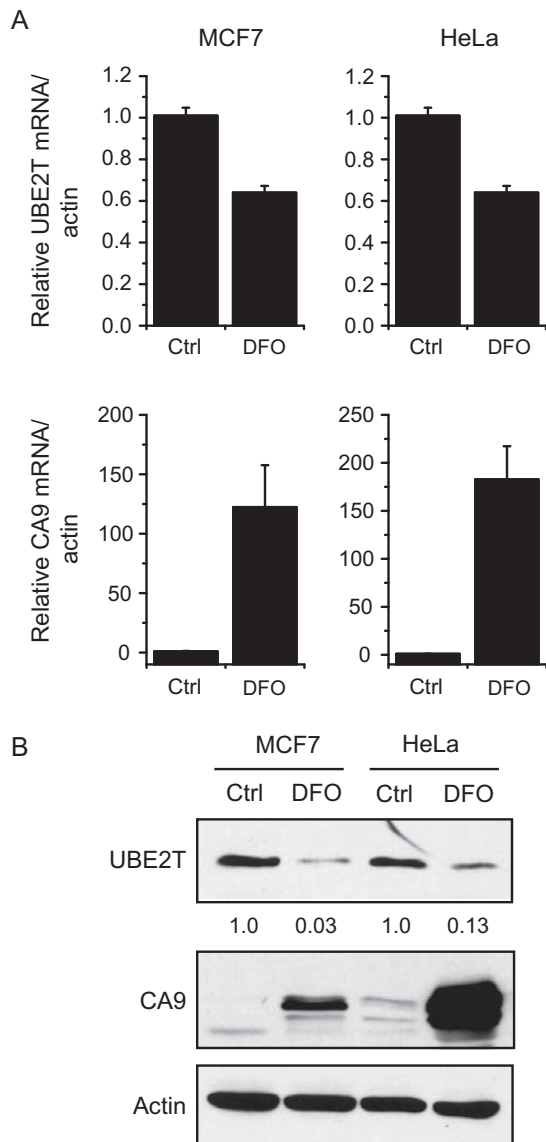 A
MCF7
HeLa
Relative UBE2T mRNA/
actin
1.2
1.0
0.8
0.6
0.4
0.2
0.0
Ctrl
DFO
1.2
1.0
0.8
0.6
0.4
0.2
0.0
Ctrl
DFO
Relative CA9 mRNA/
actin
200
150
100
50
0
Ctrl
DFO
250
200
150
100
50
0
Ctrl
DFO
B
MCF7
HeLa
Ctrl DFO Ctrl DFO
UBE2T
1.0 0.03 1.0 0.13
CA9
Actin